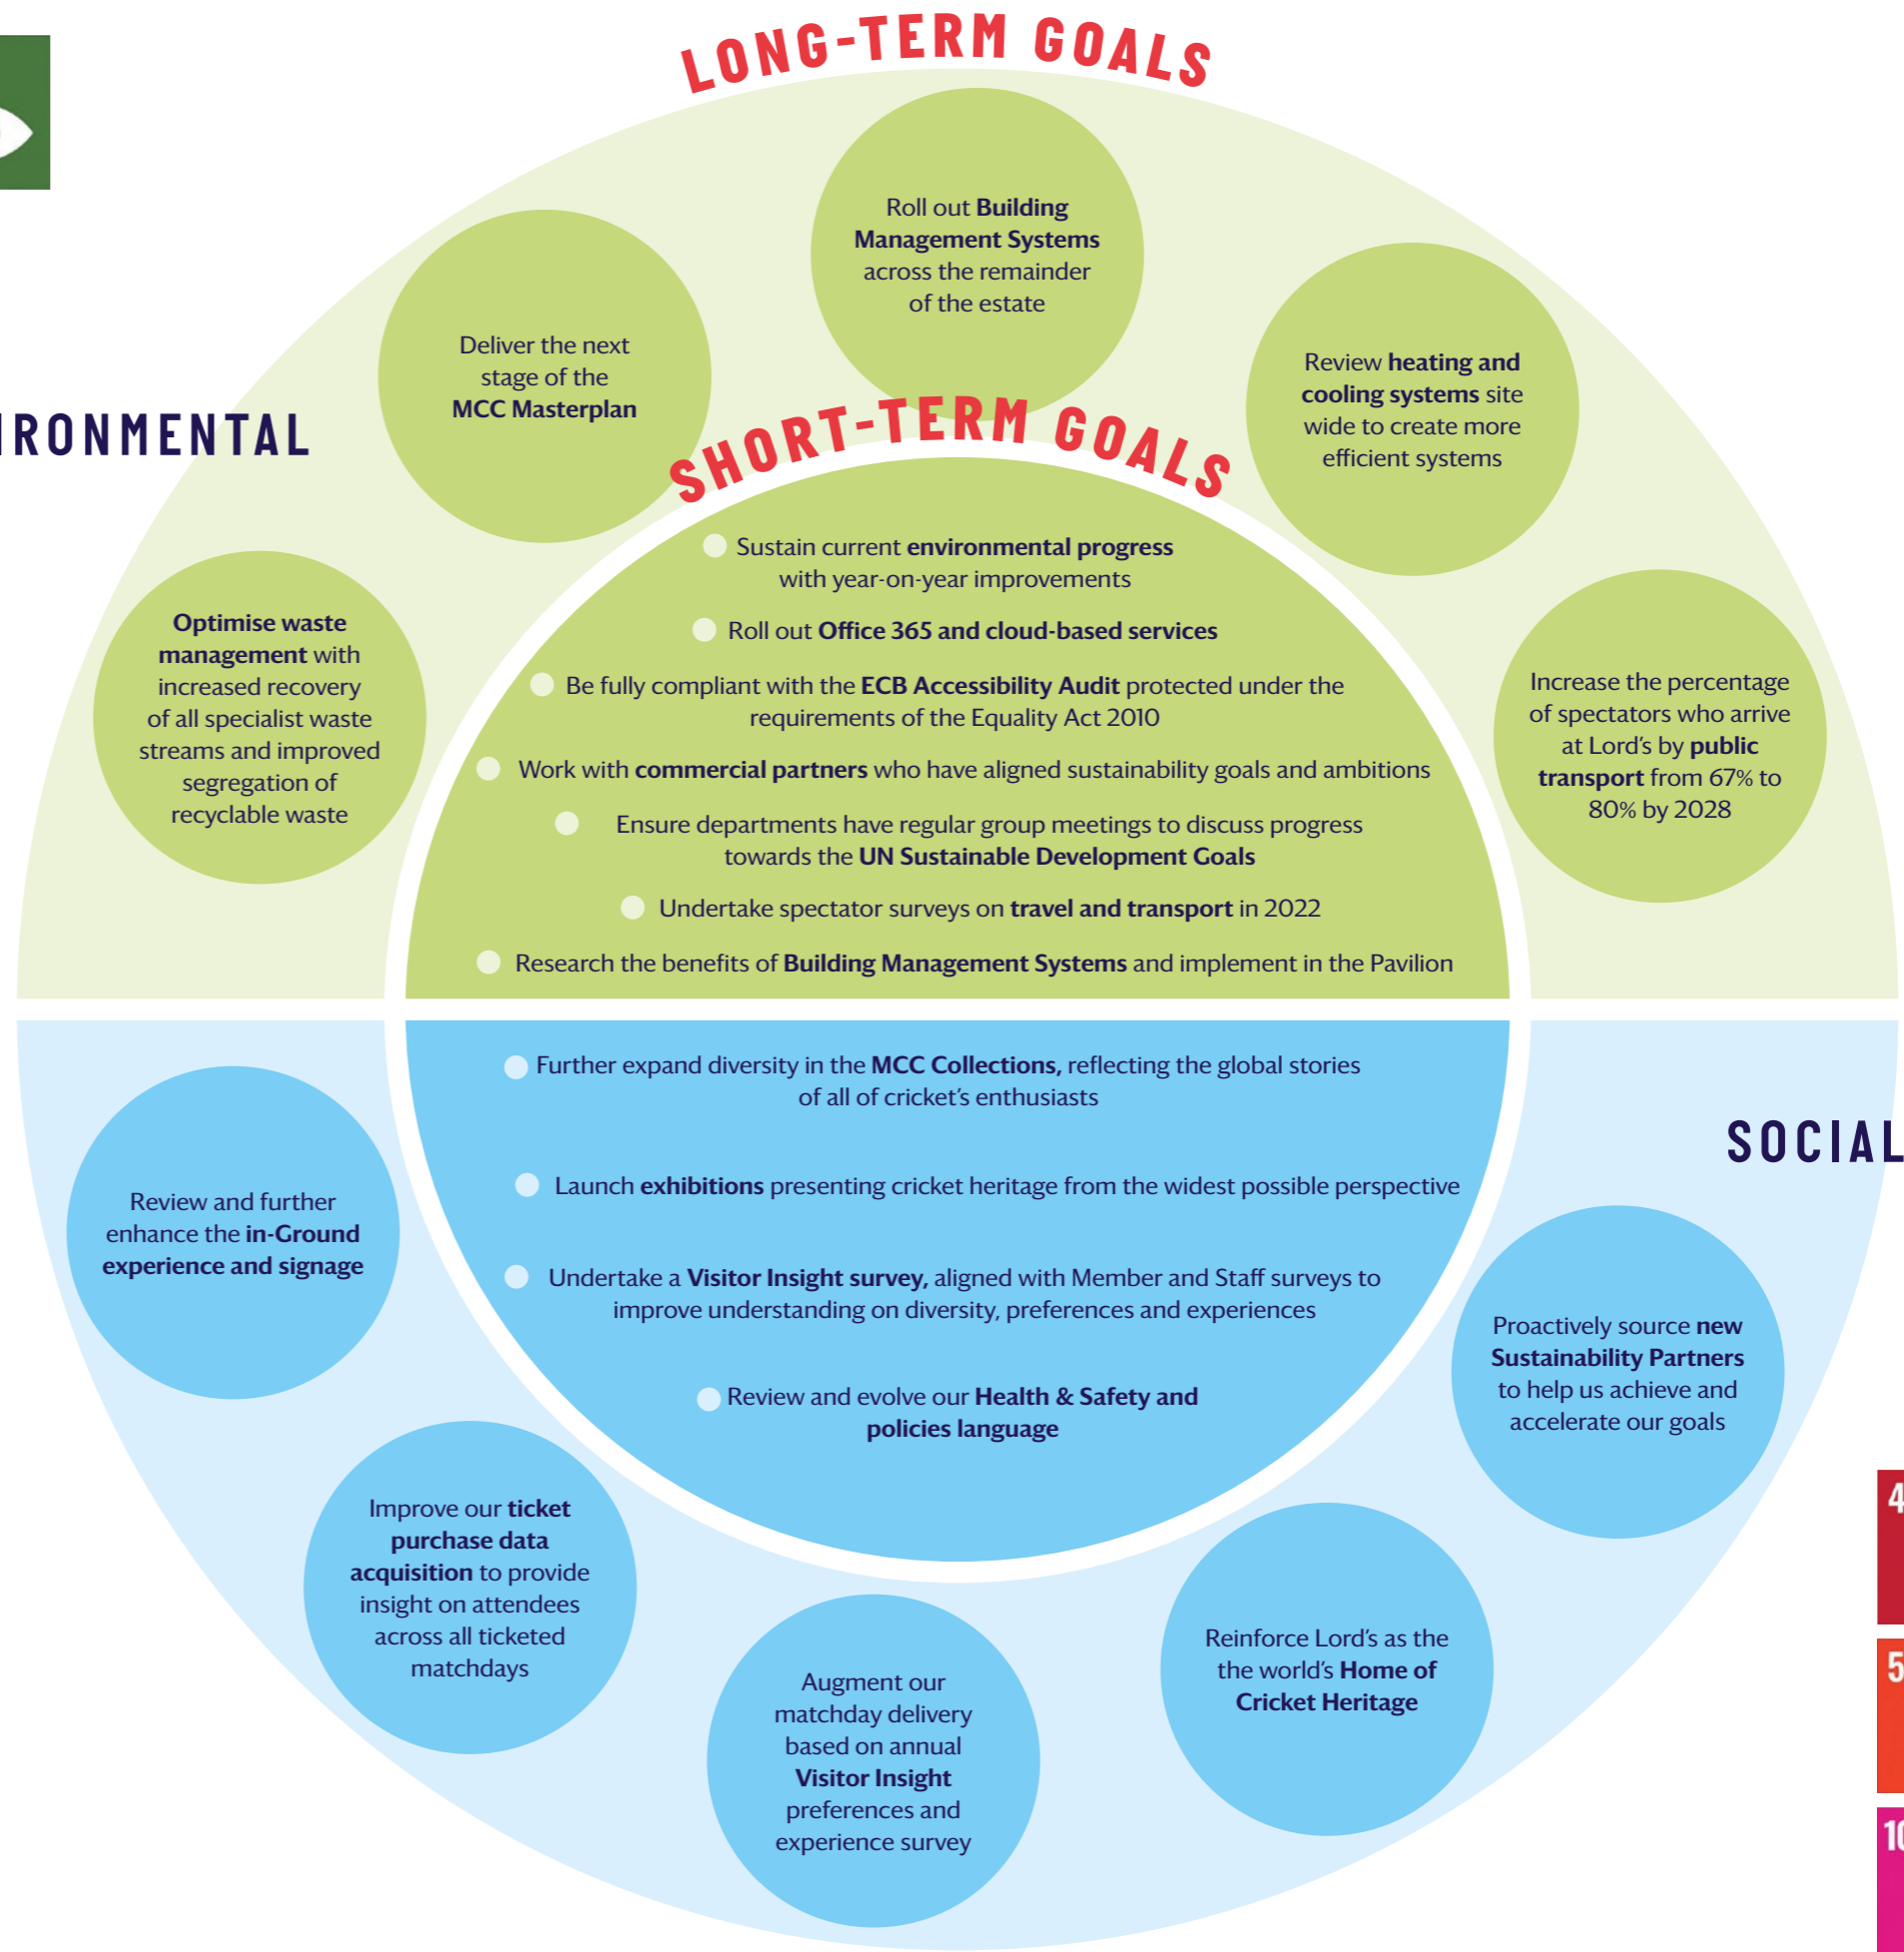 LONG-TERM GOALS
Roll out Building
Management Systems
across the remainder
of the estate
Deliver the next
stage of the
MCC Masterplan
Review heating and
cooling systems site
wide to create more
efficient systems
IRONMENTAL
Optimise waste
management with
increased recovery
of all specialist waste
streams and improved
segregation of
recyclable waste
Increase the percentage
of spectators who arrive
at Lord's by public
transport from 67% to
80% by 2028
SHORT-TERM GOALS
Sustain current environmental progress
with year-on-year improvements
Roll out Office 365 and cloud-based services
Be fully compliant with the ECB Accessibility Audit protected under the
requirements of the Equality Act 2010
Work with commercial partners who have aligned sustainability goals and ambitions
Ensure departments have regular group meetings to discuss progress
towards the UN Sustainable Development Goals
Undertake spectator surveys on travel and transport in 2022
Research the benefits of Building Management Systems and implement in the Pavilion
Further expand diversity in the MCC Collections, reflecting the global stories
of all of cricket's enthusiasts
Launch exhibitions presenting cricket heritage from the widest possible perspective
Undertake a Visitor Insight survey, aligned with Member and Staff surveys to
improve understanding on diversity, preferences and experiences
Review and evolve our Health & Safety and
policies language
SOCIAL
Review and further
enhance the in-Ground
experience and signage
Proactively source new
Sustainability Partners
to help us achieve and
accelerate our goals
Improve our ticket
purchase data
acquisition to provide
insight on attendees
across all ticketed
matchdays
Augment our
matchday delivery
based on annual
Visitor Insight
preferences and
experience survey
Reinforce Lord's as the
the world's Home of
Cricket Heritage
4
5
10